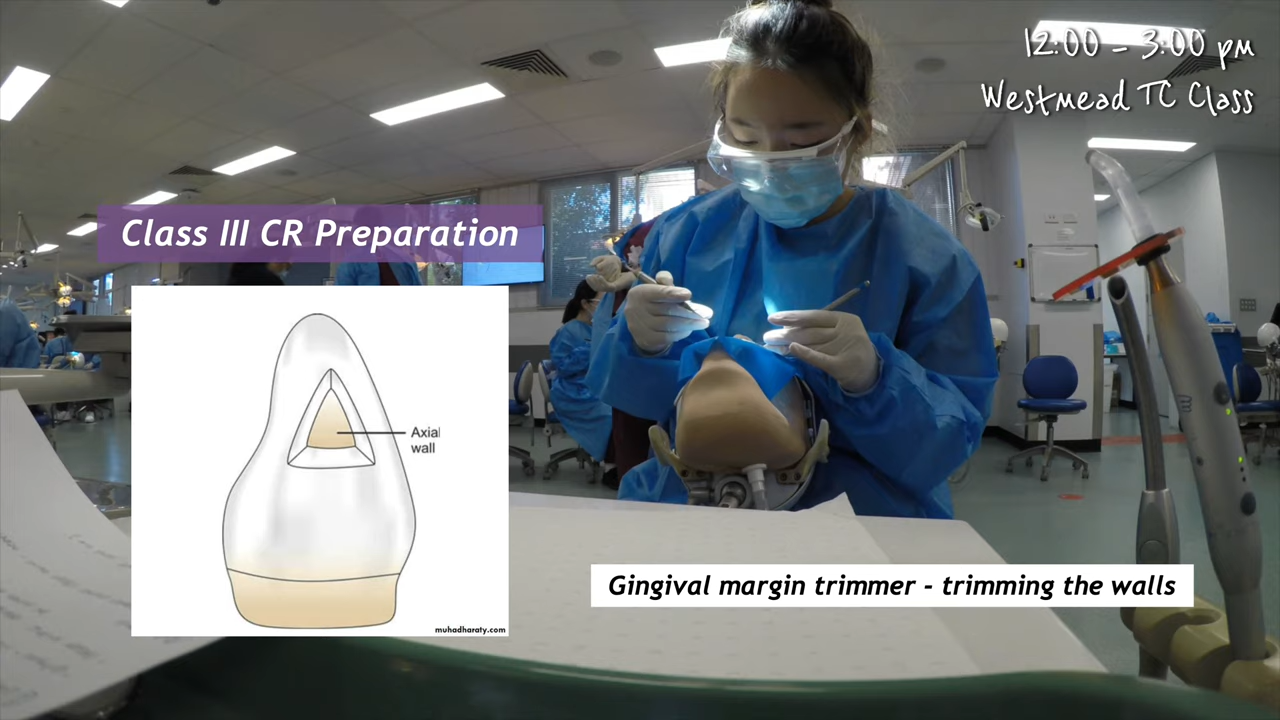 12:00 - 3:00 pm
Westmead TC Class
Class III CR Preparation
Axial
wall
muhadharaty.com
Gingival margin trimmer - trimming the walls